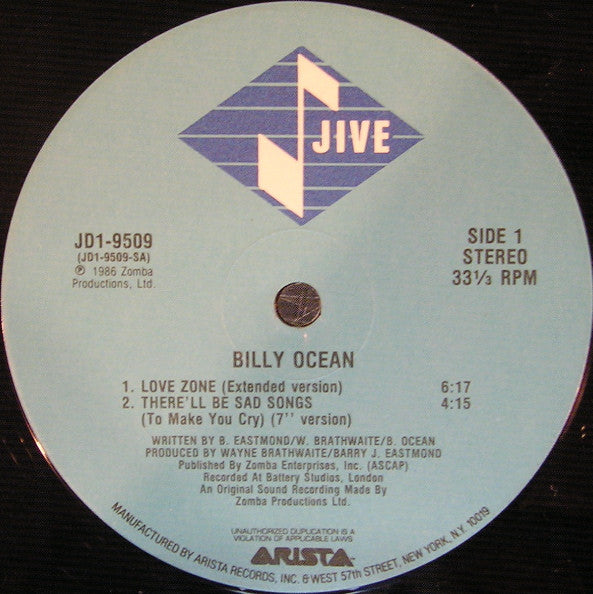 JIVE
JD1-9509
(JD1-9509-SA)
℗ 1986 Zomba
Productions, Ltd.
SIDE 1
STEREO
33⅓ RPM
BILLY OCEAN
1. LOVE ZONE (Extended version) 6:17
2. THERE'LL BE SAD SONGS 4:15
(To Make You Cry) (7'' version)
WRITTEN BY B. EASTMOND/W. BRATHWAITE/B. OCEAN
PRODUCED BY WAYNE BRATHWAITE/BARRY J. EASTMOND
Published By Zomba Enterprises, Inc. (ASCAP)
Recorded At Battery Studios, London
An Original Sound Recording Made By
Zomba Productions Ltd.
UNAUTHORIZED DUPLICATION IS A
VIOLATION OF APPLICABLE LAWS
ARISTA™
MANUFACTURED BY ARISTA RECORDS, INC. 6 WEST 57th STREET, NEW YORK, N.Y. 10019